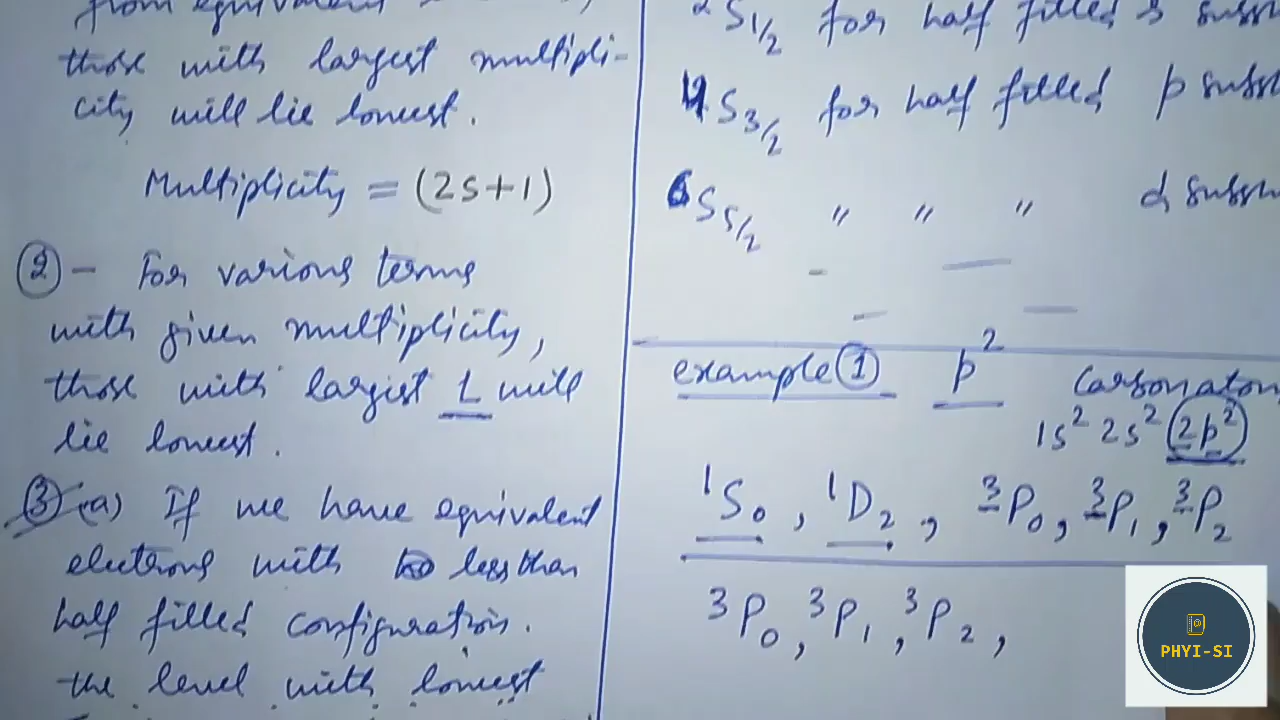 from equivalent
those with largest multipli-
city will lie lowest.
Multiplicity = (2s+1)
② - For various terms
with given multiplicity,
those with largest L will
lie lowest.
③ (a) If we have equivalent
electrons with less than
half filled configuration.
the level with lowest
²S₁/₂ for half filled s subsh
⁴S₃/₂ for half filled p subsh
⁶S₅/₂ " " " d subsh
example ① p² Carbon atom
1s² 2s² 2p²
¹S₀, ¹D₂, ³P₀, ³P₁, ³P₂
³P₀, ³P₁, ³P₂,
PHYI-SI